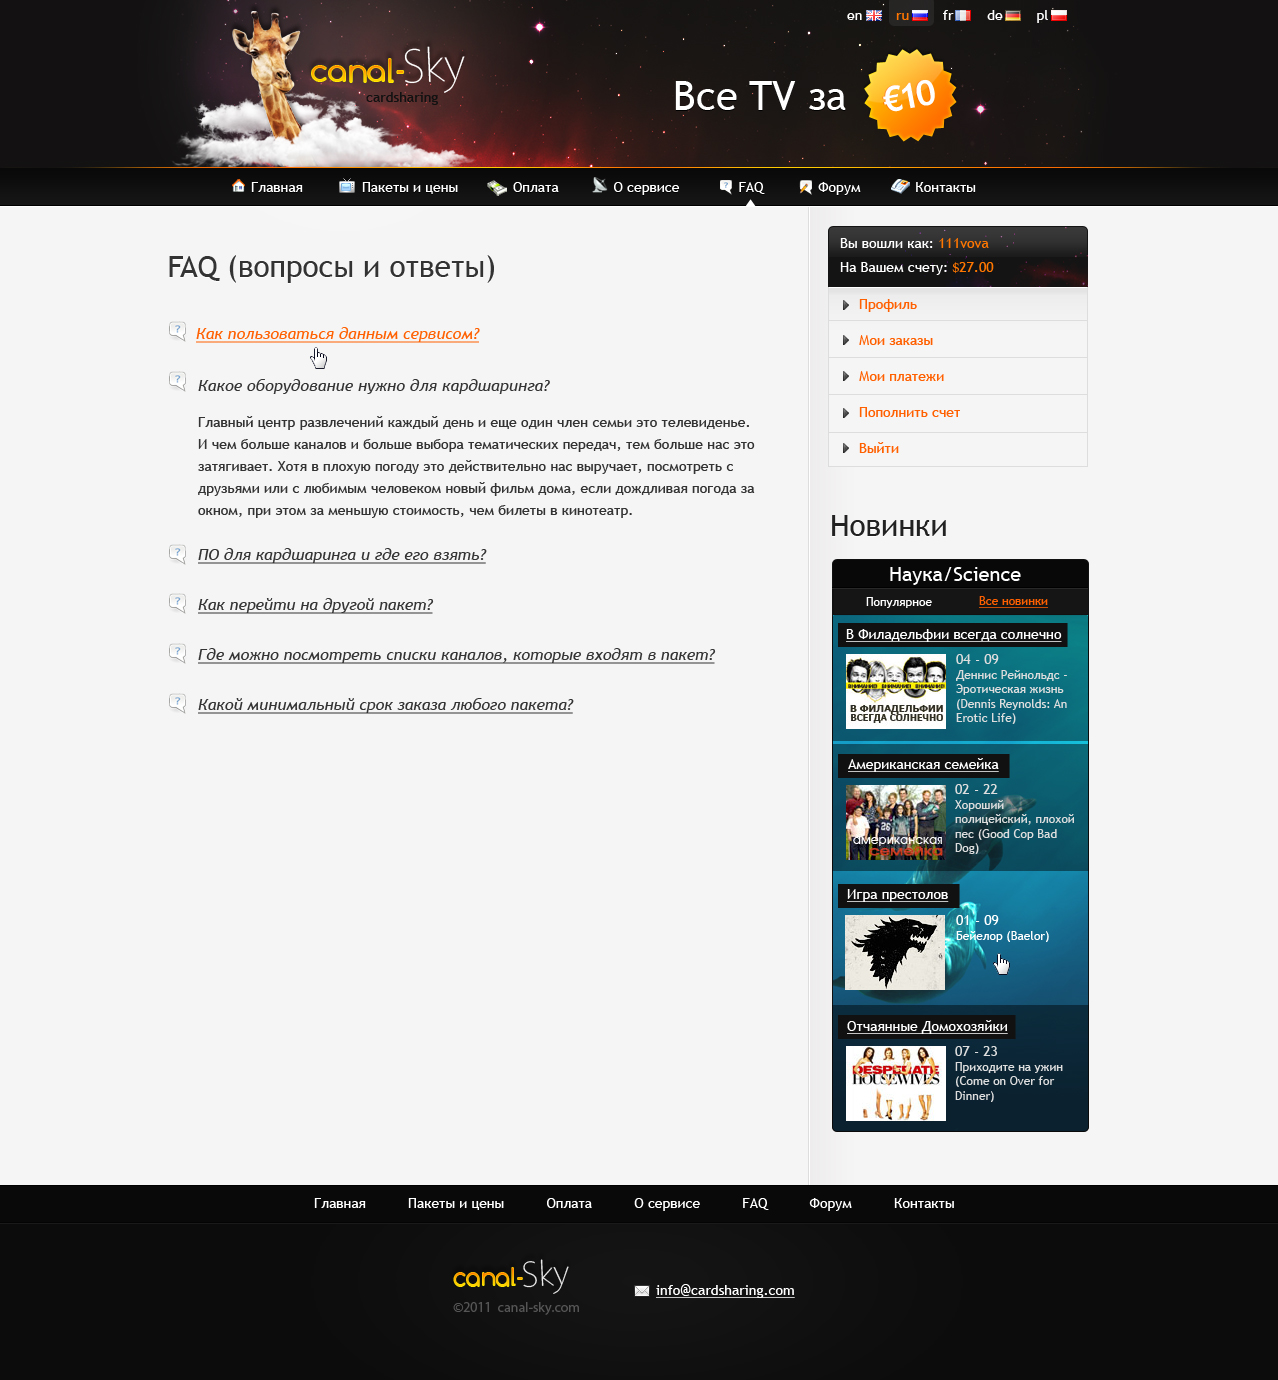 en ru fr de pl
canal-Sky
cardsharing
Все TV за €10
Главная Пакеты и цены Оплата О сервисе FAQ Форум Контакты
FAQ (вопросы и ответы)
Как пользоваться данным сервисом?
Какое оборудование нужно для кардшаринга?
Главный центр развлечений каждый день и еще один член семьи это телевиденье.
И чем больше каналов и больше выбора тематических передач, тем больше нас это
затягивает. Хотя в плохую погоду это действительно нас выручает, посмотреть с
друзьями или с любимым человеком новый фильм дома, если дождливая погода за
окном, при этом за меньшую стоимость, чем билеты в кинотеатр.
ПО для кардшаринга и где его взять?
Как перейти на другой пакет?
Где можно посмотреть списки каналов, которые входят в пакет?
Какой минимальный срок заказа любого пакета?
Вы вошли как: 111vova
На Вашем счету: $27.00
Профиль
Мои заказы
Мои платежи
Пополнить счет
Выйти
Новинки
Наука/Science
Популярное Все новинки
В Филадельфии всегда солнечно
ВНИМАНИЕ ВНИМАНИЕ ВНИМАНИЕ
В ФИЛАДЕЛЬФИИ
ВСЕГДА СОЛНЕЧНО
04 - 09
Деннис Рейнольдс -
Эротическая жизнь
(Dennis Reynolds: An
Erotic Life)
Американская семейка
26
американская
семейка
02 - 22
Хороший
полицейский, плохой
пес (Good Cop Bad
Dog)
Игра престолов
01 - 09
Бейелор (Baelor)
Отчаянные Домохозяйки
DESPERATE
HOUSEWIVES
07 - 23
Приходите на ужин
(Come on Over for
Dinner)
Главная Пакеты и цены Оплата О сервисе FAQ Форум Контакты
canal-Sky
©2011 canal-sky.com
info@cardsharing.com